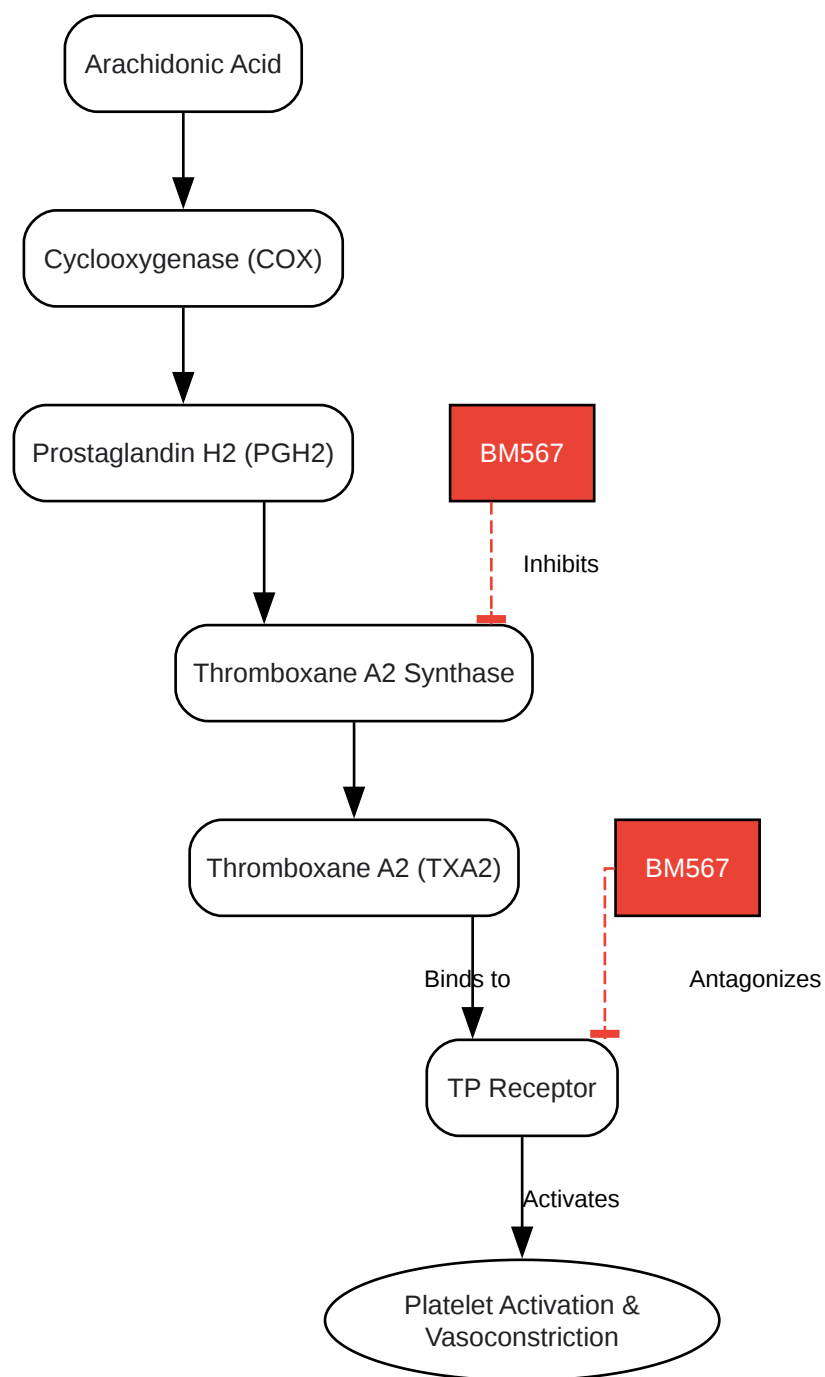 Arachidonic Acid
Cyclooxygenase (COX)
Prostaglandin H2 (PGH2)
BM567
Inhibits
Thromboxane A2 Synthase
Thromboxane A2 (TXA2)
BM567
Binds to
Antagonizes
TP Receptor
Activates
Platelet Activation &
Vasoconstriction